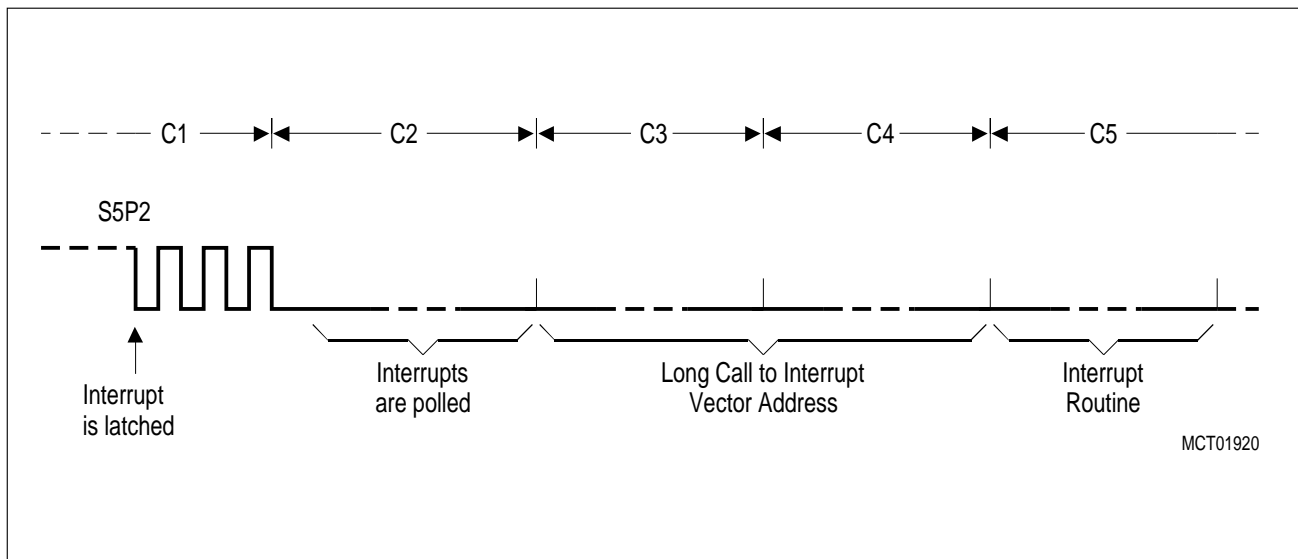 C1 C2 C3 C4 C5
S5P2
Interrupt
is latched
Interrupts
are polled
Long Call to Interrupt
Vector Address
Interrupt
Routine
MCT01920